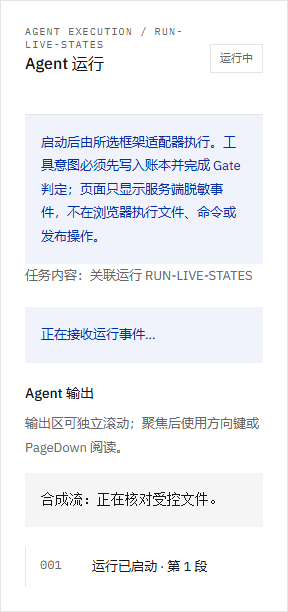 AGENT EXECUTION / RUN-
LIVE-STATES
Agent 运行
运行中
启动后由所选框架适配器执行。工
具意图必须先写入账本并完成 Gate
判定；页面只显示服务端脱敏事
件，不在浏览器执行文件、命令或
发布操作。
任务内容：关联运行 RUN-LIVE-STATES
正在接收运行事件...
Agent 输出
输出区可独立滚动；聚焦后使用方向键或
PageDown 阅读。
合成流：正在核对受控文件。
001 运行已启动 · 第 1 段